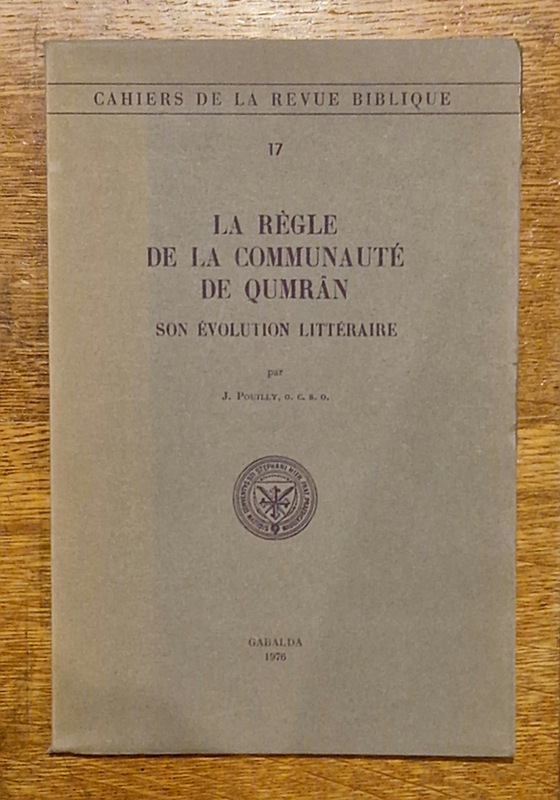 CAHIERS DE LA REVUE BIBLIQUE
17
LA RÈGLE
DE LA COMMUNAUTÉ
DE QUMRÂN
SON ÉVOLUTION LITTÉRAIRE
par
J. POUILLY, O. C. S. O.
GABALDA
1976